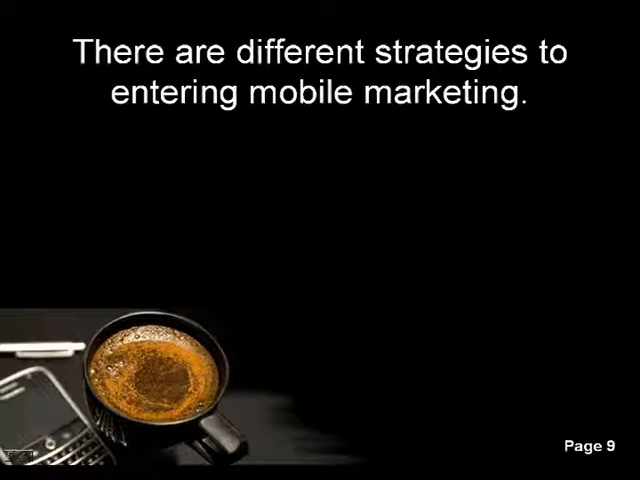 There are different strategies to
entering mobile marketing.
Page 9